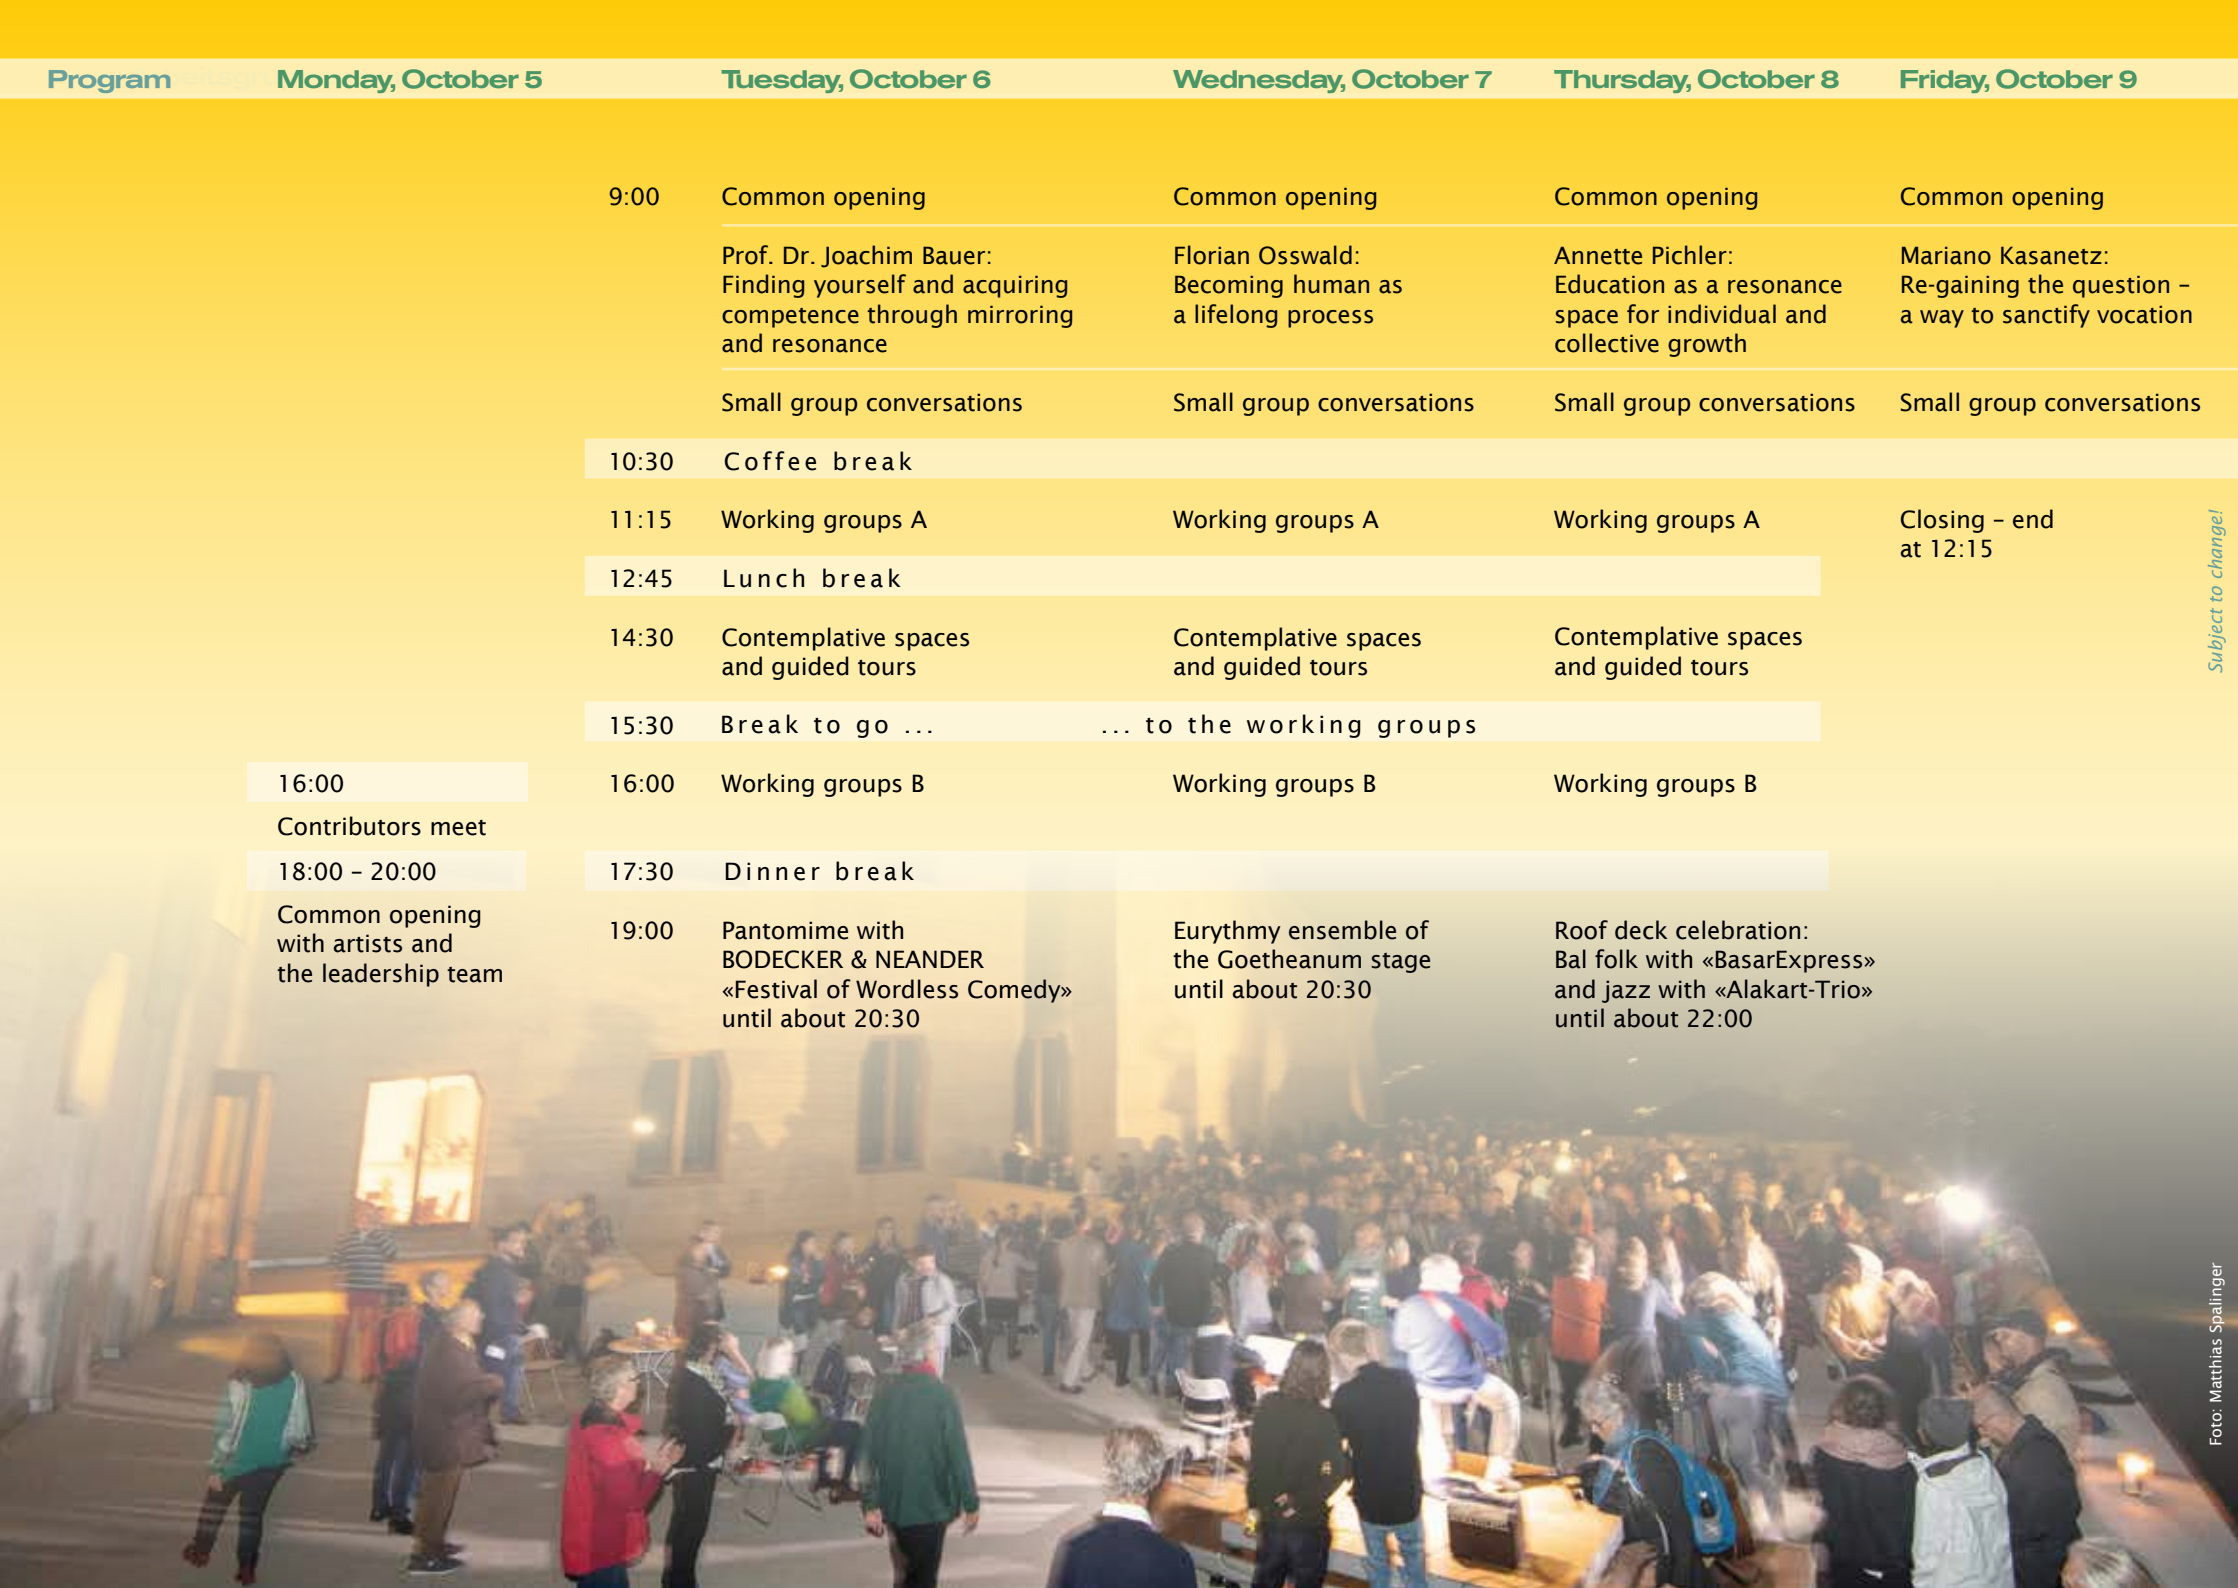 Program
Monday, October 5
Tuesday, October 6
Wednesday, October 7
Thursday, October 8
Friday, October 9
9:00
Common opening
Common opening
Common opening
Common opening
Prof. Dr. Joachim Bauer:
Finding yourself and acquiring
competence through mirroring
and resonance
Florian Osswald:
Becoming human as
a lifelong process
Annette Pichler:
Education as a resonance
space for individual and
collective growth
Mariano Kasanetz:
Re-gaining the question –
a way to sanctify vocation
Small group conversations
Small group conversations
Small group conversations
Small group conversations
10:30
Coffee break
11:15
Working groups A
Working groups A
Working groups A
Closing – end
at 12:15
12:45
Lunch break
14:30
Contemplative spaces
and guided tours
Contemplative spaces
and guided tours
Contemplative spaces
and guided tours
15:30
Break to go ...
... to the working groups
16:00
Contributors meet
18:00 – 20:00
Common opening
with artists and
the leadership team
16:00
Working groups B
Working groups B
Working groups B
17:30
Dinner break
19:00
Pantomime with
BODECKER & NEANDER
«Festival of Wordless Comedy»
until about 20:30
Eurythmy ensemble of
the Goetheanum stage
until about 20:30
Roof deck celebration:
Bal folk with «BasarExpress»
and jazz with «Alakart-Trio»
until about 22:00
Subject to change!
Foto: Matthias Spalinger